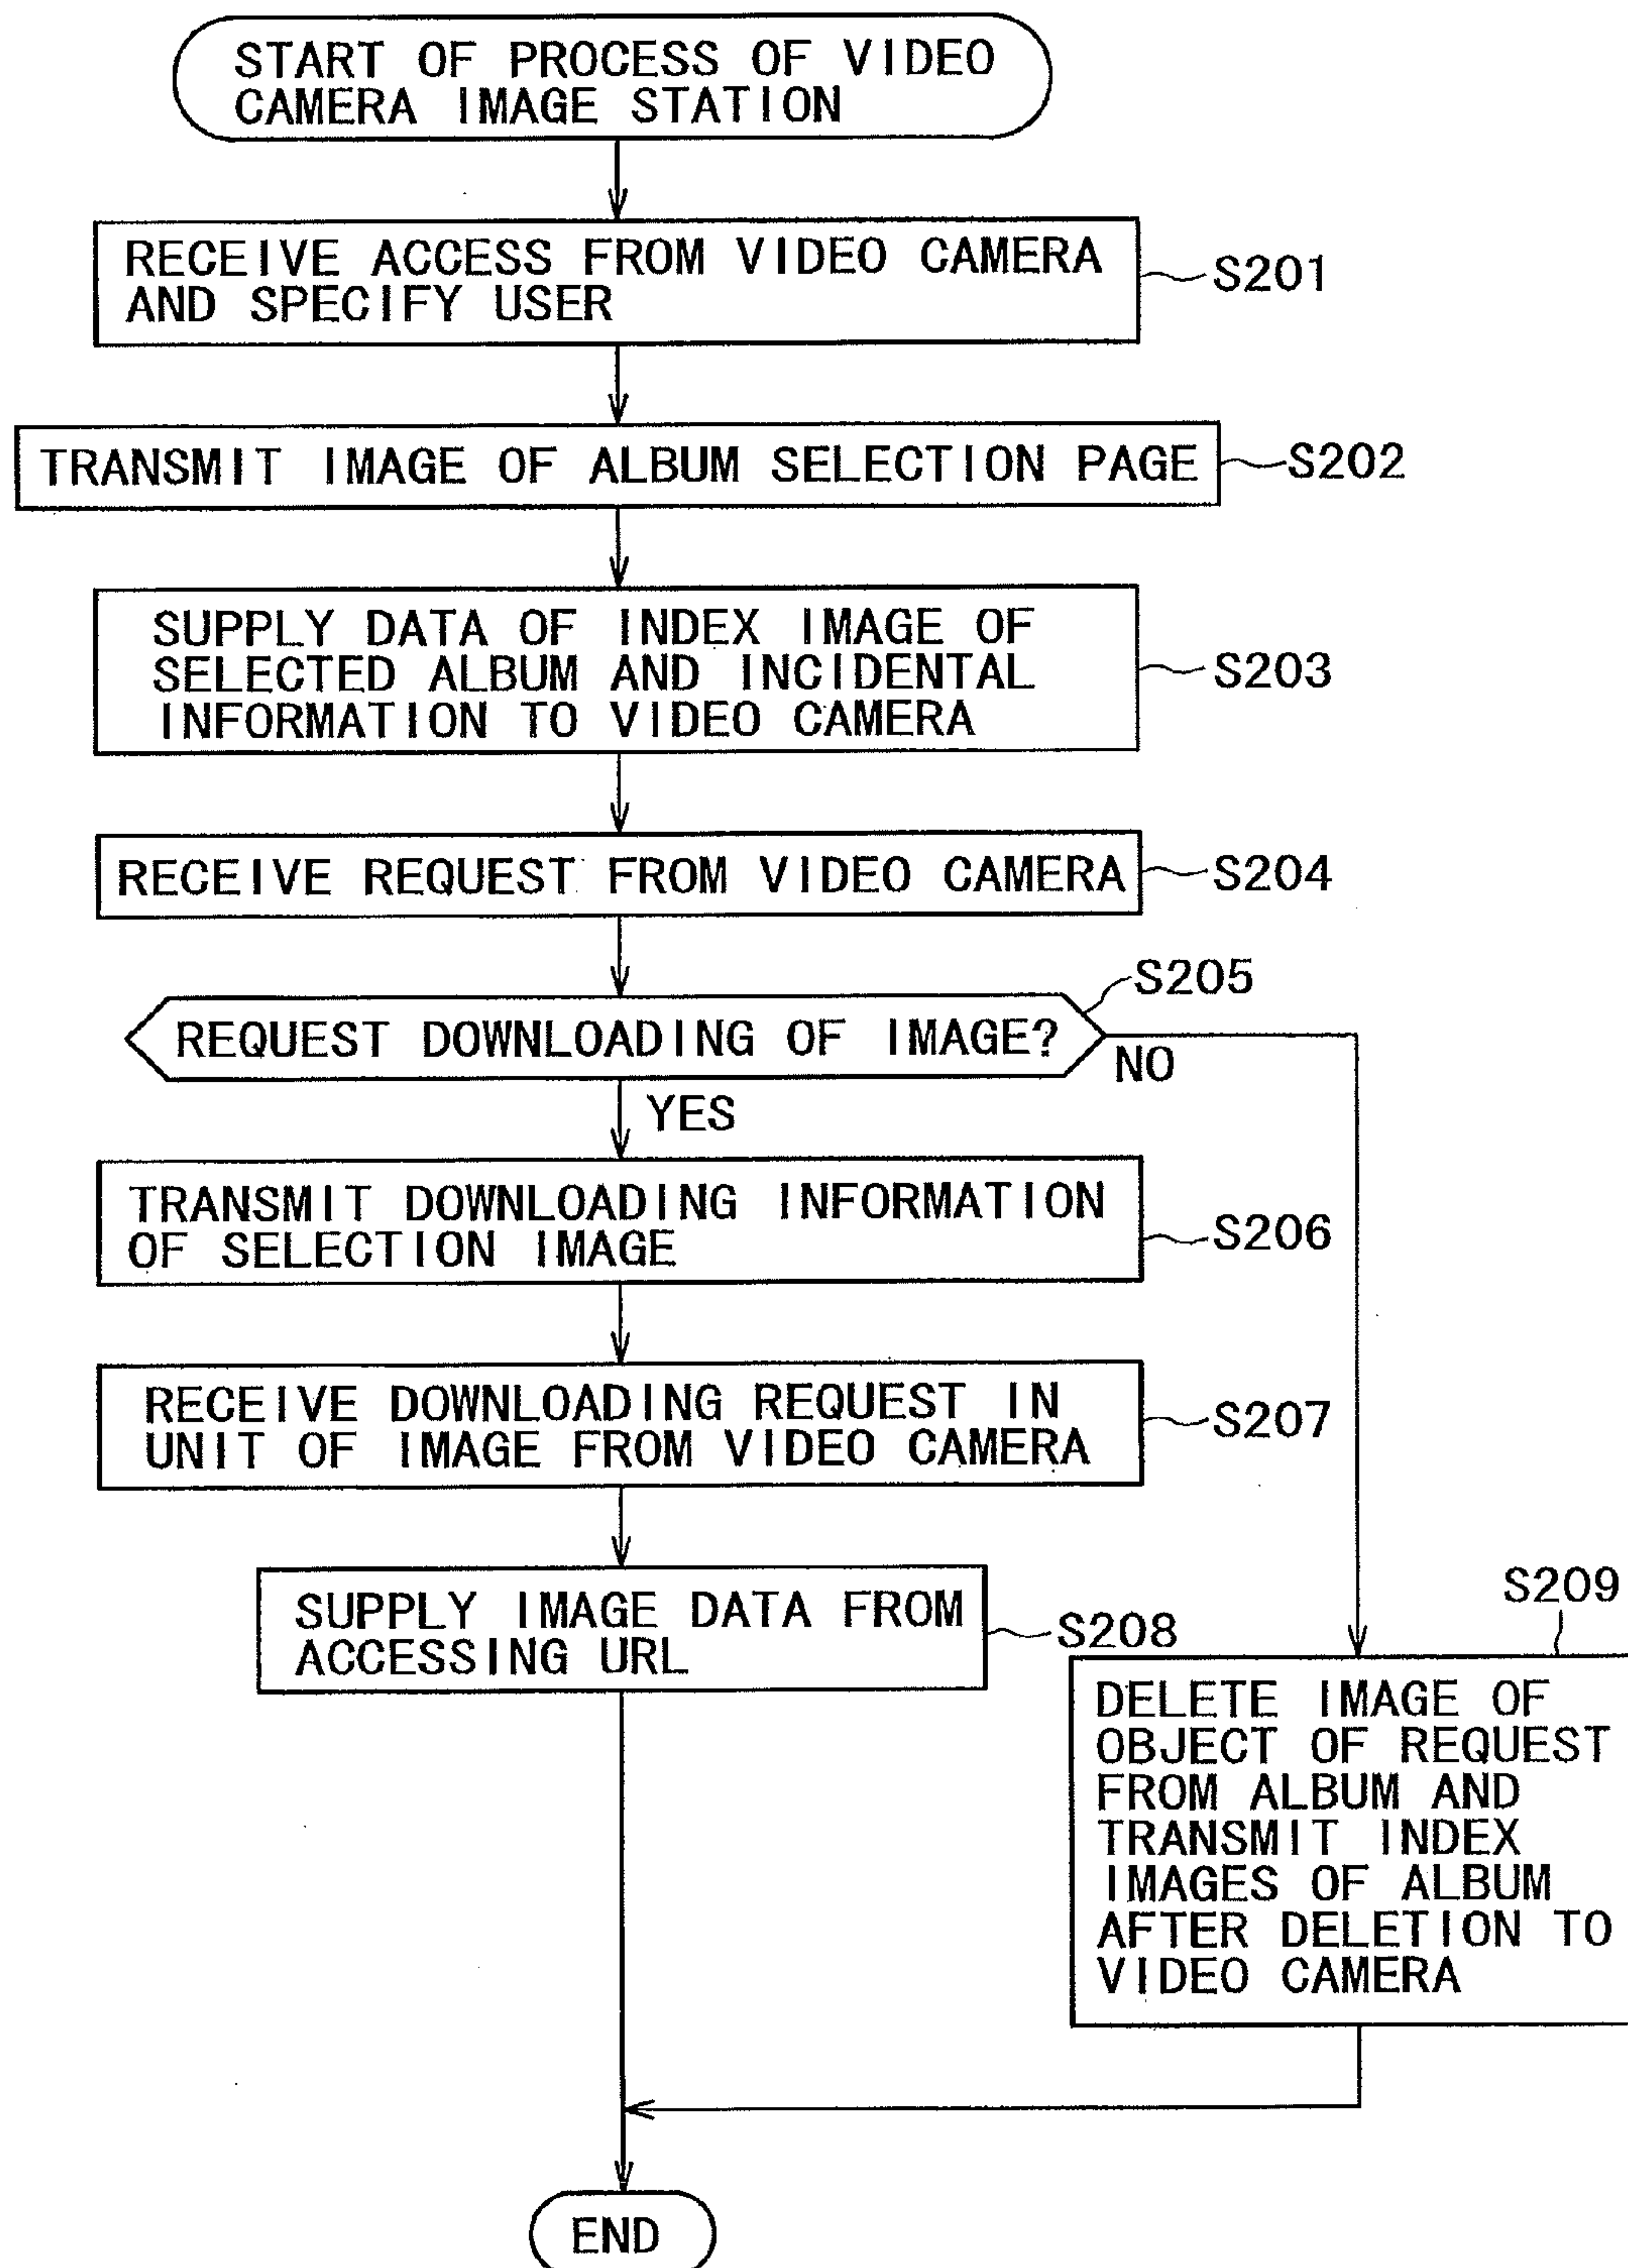 START OF PROCESS OF VIDEO
CAMERA IMAGE STATION
RECEIVE ACCESS FROM VIDEO CAMERA
AND SPECIFY USER
S201
TRANSMIT IMAGE OF ALBUM SELECTION PAGE
S202
SUPPLY DATA OF INDEX IMAGE OF
SELECTED ALBUM AND INCIDENTAL
INFORMATION TO VIDEO CAMERA
S203
RECEIVE REQUEST FROM VIDEO CAMERA
S204
S205
REQUEST DOWNLOADING OF IMAGE?
NO
YES
TRANSMIT DOWNLOADING INFORMATION
OF SELECTION IMAGE
S206
RECEIVE DOWNLOADING REQUEST IN
UNIT OF IMAGE FROM VIDEO CAMERA
S207
SUPPLY IMAGE DATA FROM
ACCESSING URL
S208
S209
DELETE IMAGE OF
OBJECT OF REQUEST
FROM ALBUM AND
TRANSMIT INDEX
IMAGES OF ALBUM
AFTER DELETION TO
VIDEO CAMERA
END